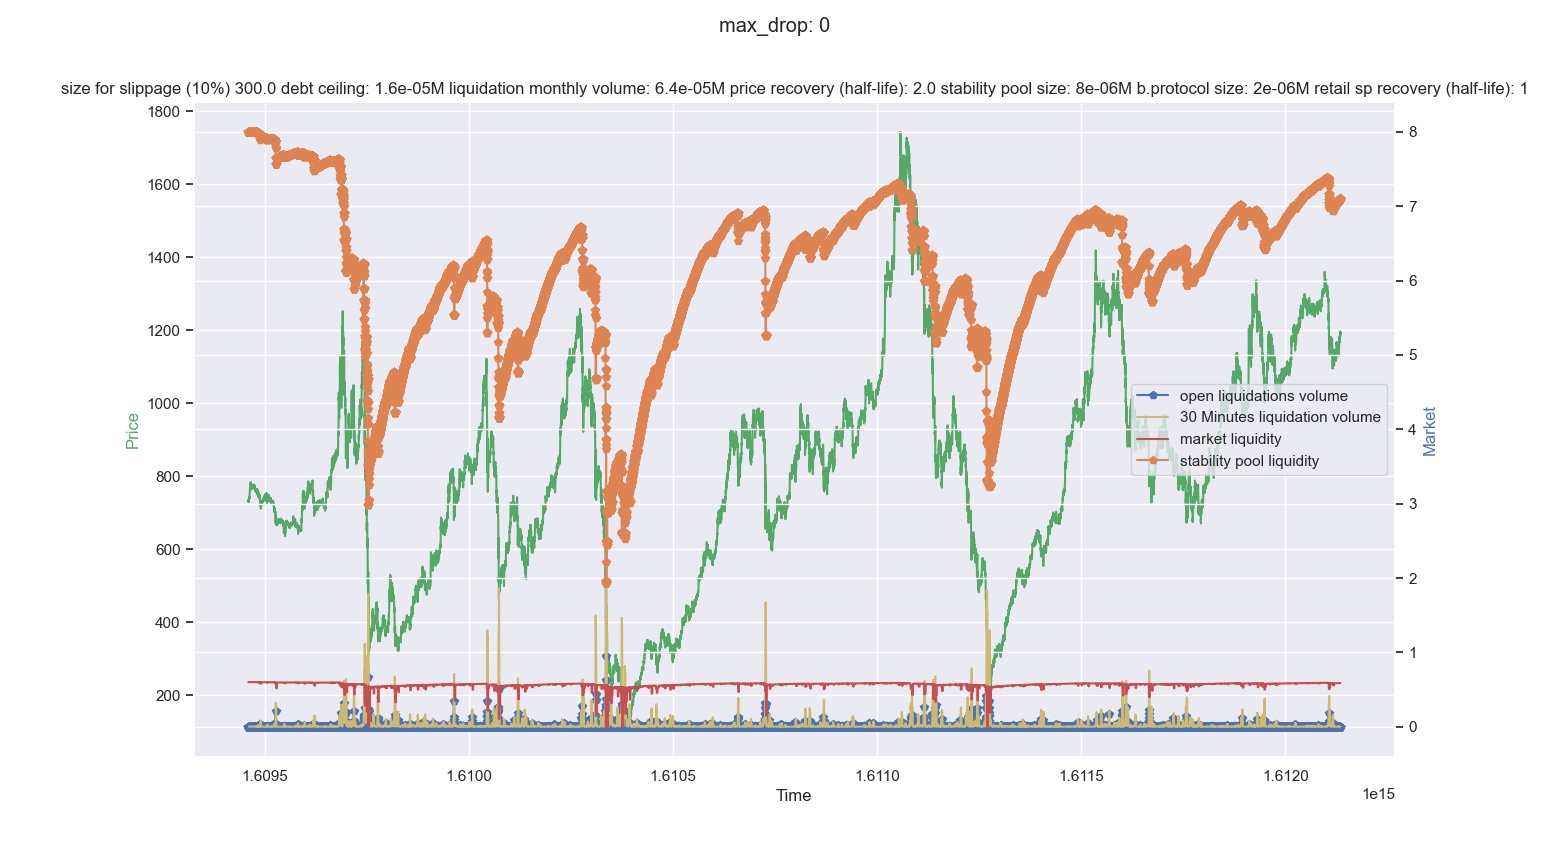 max_drop: 0
size for slippage (10%) 300.0 debt ceiling: 1.6e-05M liquidation monthly volume: 6.4e-05M price recovery (half-life): 2.0 stability pool size: 8e-06M b.protocol size: 2e-06M retail sp recovery (half-life): 1
1800
1600
1400
1200
1000
800
600
400
200
Price
8
7
6
5
4
3
2
1
0
Market
open liquidations volume
30 Minutes liquidation volume
market liquidity
stability pool liquidity
1.6095 1.6100 1.6105 1.6110 1.6115 1.6120
Time
1e15